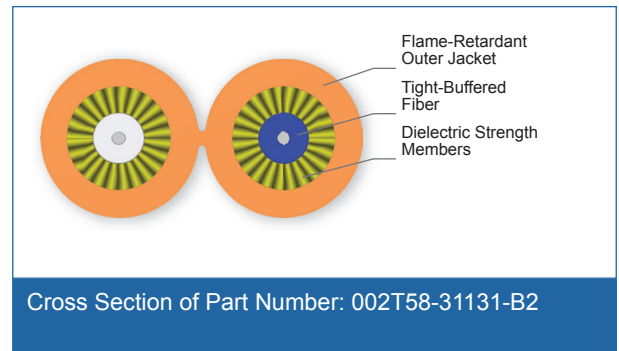 Flame-Retardant
Outer Jacket
Tight-Buffered
Fiber
Dielectric Strength
Members
Cross Section of Part Number: 002T58-31131-B2